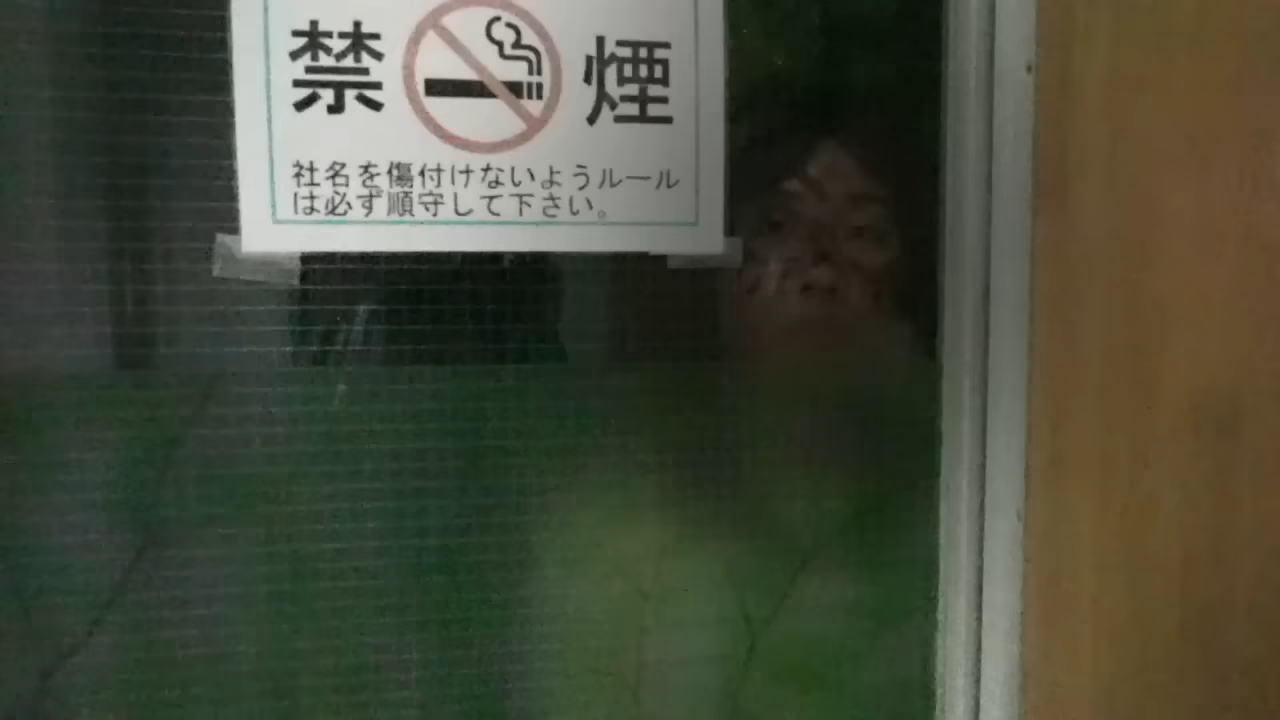 禁煙
社名を傷付けないようルール
は必ず順守して下さい。